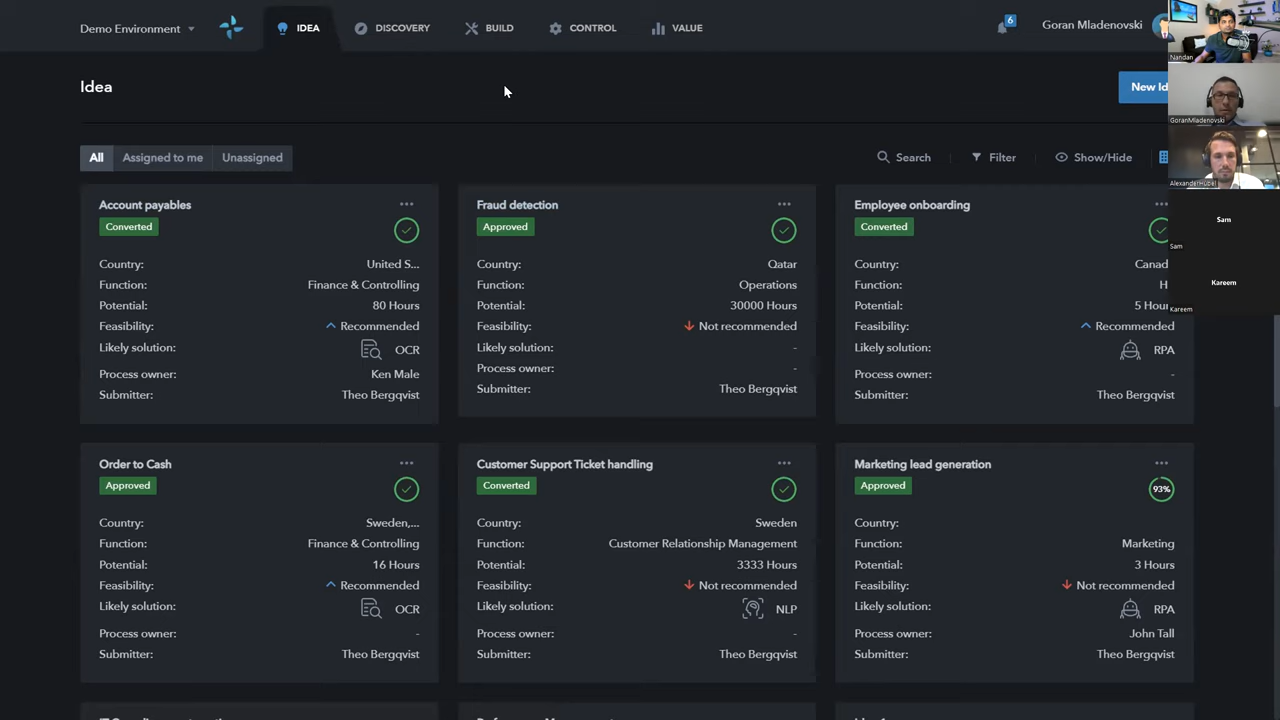 Demo Environment
IDEA
DISCOVERY
BUILD
CONTROL
VALUE
6
Goran Mladenovski
Nandan
Idea
New Id
GoranMladenovski
All
Assigned to me
Unassigned
Search
Filter
Show/Hide
AlexanderHübel
Sam
Sam
Kareem
Kareem
Account payables
Converted
Country: United S...
Function: Finance & Controlling
Potential: 80 Hours
Feasibility: Recommended
Likely solution: OCR
Process owner: Ken Male
Submitter: Theo Bergqvist
Fraud detection
Approved
Country: Qatar
Function: Operations
Potential: 30000 Hours
Feasibility: Not recommended
Likely solution: -
Process owner: -
Submitter: Theo Bergqvist
Employee onboarding
Converted
Country: Canad
Function: H
Potential: 5 Hour
Feasibility: Recommended
Likely solution: RPA
Process owner: -
Submitter: Theo Bergqvist
Order to Cash
Approved
Country: Sweden,...
Function: Finance & Controlling
Potential: 16 Hours
Feasibility: Recommended
Likely solution: OCR
Process owner: -
Submitter: Theo Bergqvist
Customer Support Ticket handling
Converted
Country: Sweden
Function: Customer Relationship Management
Potential: 3333 Hours
Feasibility: Not recommended
Likely solution: NLP
Process owner: -
Submitter: Theo Bergqvist
Marketing lead generation
Approved
93%
Country:
Function: Marketing
Potential: 3 Hours
Feasibility: Not recommended
Likely solution: RPA
Process owner: John Tall
Submitter: Theo Bergqvist